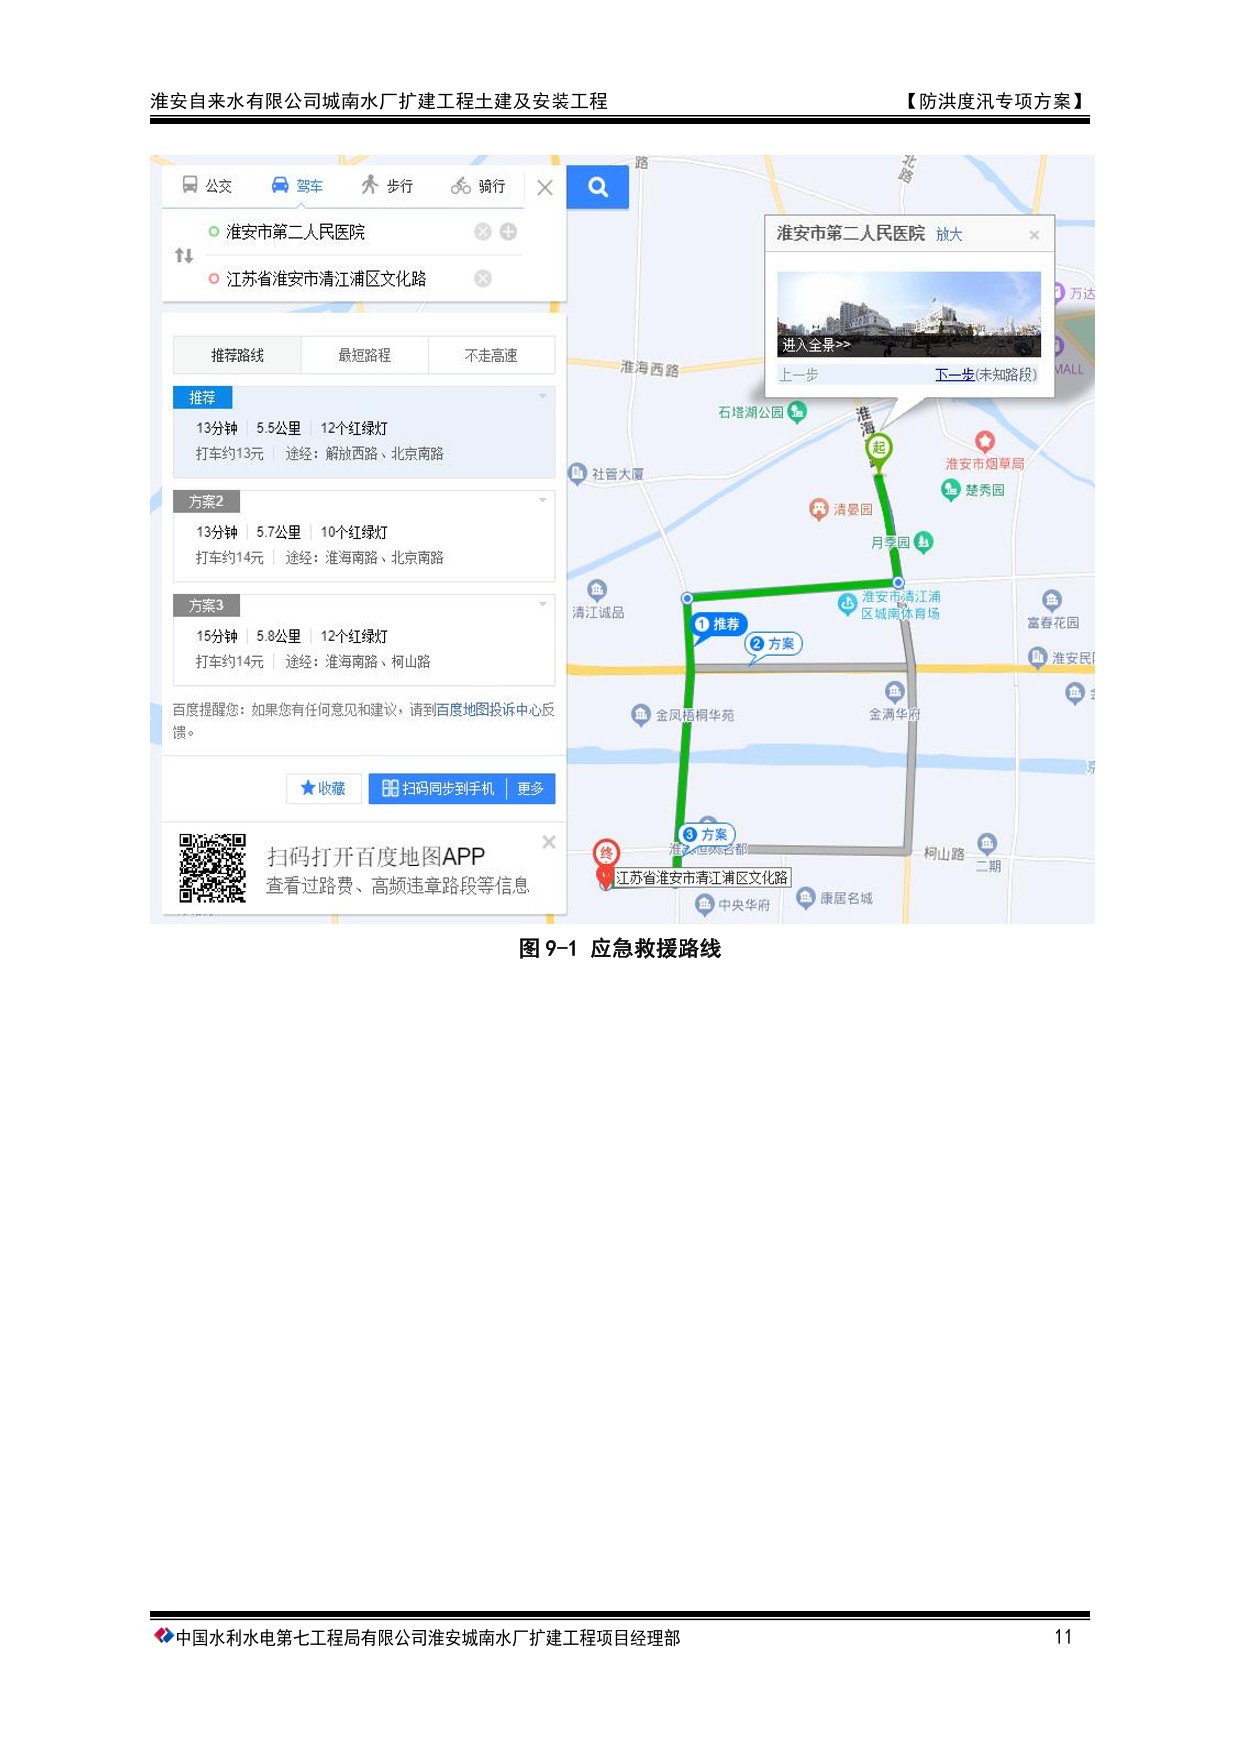 淮安自来水有限公司城南水厂扩建工程土建及安装工程 【防洪度汛专项方案】
公交 驾车 步行 骑行
淮安市第二人民医院
江苏省淮安市清江浦区文化路
推荐路线 最短路程 不走高速
推荐
13分钟 5.5公里 12个红绿灯
打车约13元 途经：解放西路、北京南路
方案2
13分钟 5.7公里 10个红绿灯
打车约14元 途经：淮海南路、北京南路
方案3
15分钟 5.8公里 12个红绿灯
打车约14元 途经：淮海南路、柯山路
百度提醒您：如果您有任何意见和建议，请到百度地图投诉中心反
馈。
收藏 扫码同步到手机 更多
扫码打开百度地图APP
查看过路费、高频违章路段等信息
路
北路
淮安市第二人民医院 放大
进入全景>>
上一步 下一步(未知路段)
万达
MALL
淮海西路
石塔湖公园
淮海
起
淮安市烟草局
社管大厦
楚秀园
清晏园
月季园
清江诚品
淮安市清江浦
区城南体育场
富春花园
1 推荐
2 方案
淮安民
金凤梧桐华苑
金满华府
3 方案
终
柯山路
二期
江苏省淮安市清江浦区文化路
中央华府
康居名城
图 9-1 应急救援路线
中国水利水电第七工程局有限公司淮安城南水厂扩建工程项目经理部 11